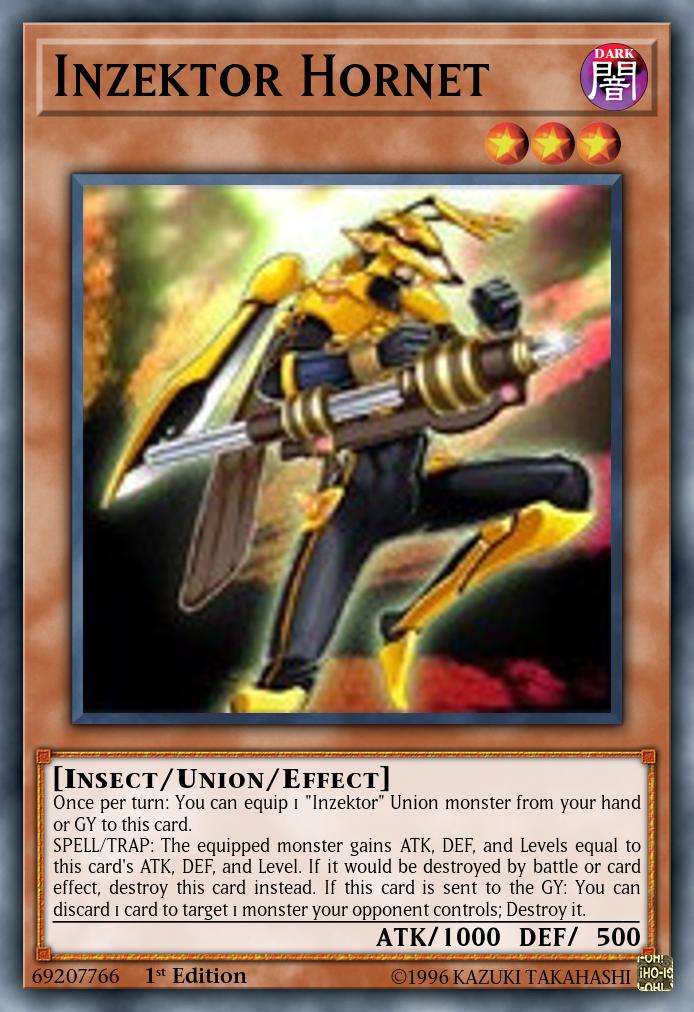 Inzektor Hornet
DARK
闇
[Insect/Union/Effect]
Once per turn: You can equip 1 "Inzektor" Union monster from your hand
or GY to this card.
SPELL/TRAP: The equipped monster gains ATK, DEF, and Levels equal to
this card's ATK, DEF, and Level. If it would be destroyed by battle or card
effect, destroy this card instead. If this card is sent to the GY: You can
discard 1 card to target 1 monster your opponent controls; Destroy it.
ATK/1000 DEF/ 500
69207766 1st Edition ©1996 KAZUKI TAKAHASHI